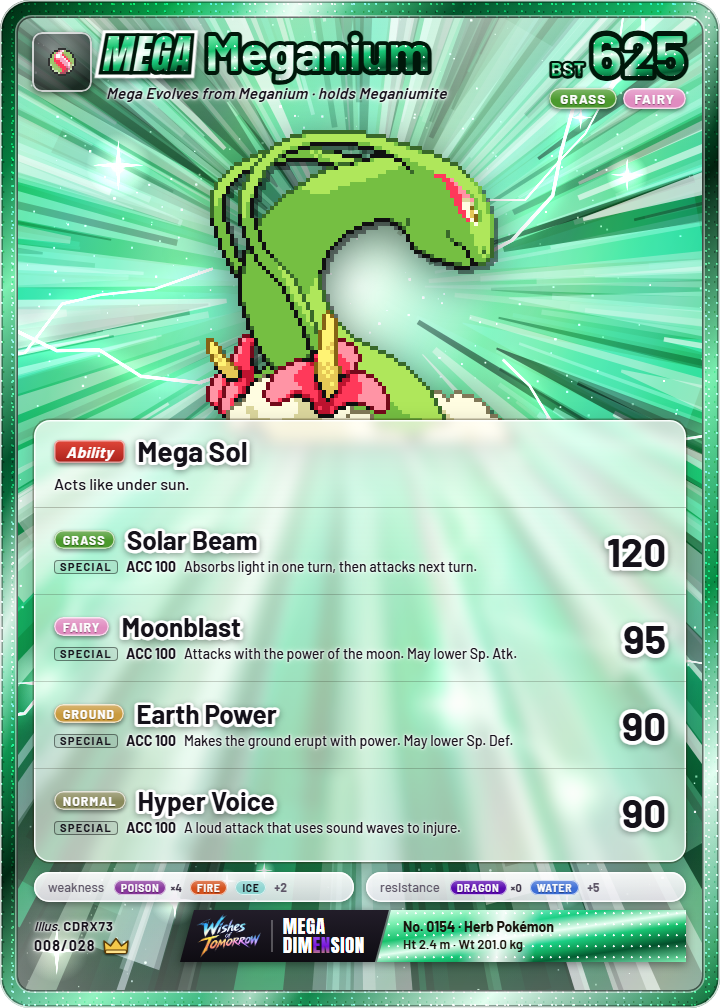 MEGA Meganium
BST 625
Mega Evolves from Meganium · holds Meganiumite
GRASS FAIRY
Ability Mega Sol
Acts like under sun.
GRASS Solar Beam 120
SPECIAL ACC 100 Absorbs light in one turn, then attacks next turn.
FAIRY Moonblast 95
SPECIAL ACC 100 Attacks with the power of the moon. May lower Sp. Atk.
GROUND Earth Power 90
SPECIAL ACC 100 Makes the ground erupt with power. May lower Sp. Def.
NORMAL Hyper Voice 90
SPECIAL ACC 100 A loud attack that uses sound waves to injure.
weakness POISON ×4 FIRE ICE +2
resistance DRAGON ×0 WATER +5
Illus. CDRX73
008/028
Wishes of Tomorrow
MEGA DIMENSION
No. 0154 · Herb Pokémon
Ht 2.4 m · Wt 201.0 kg